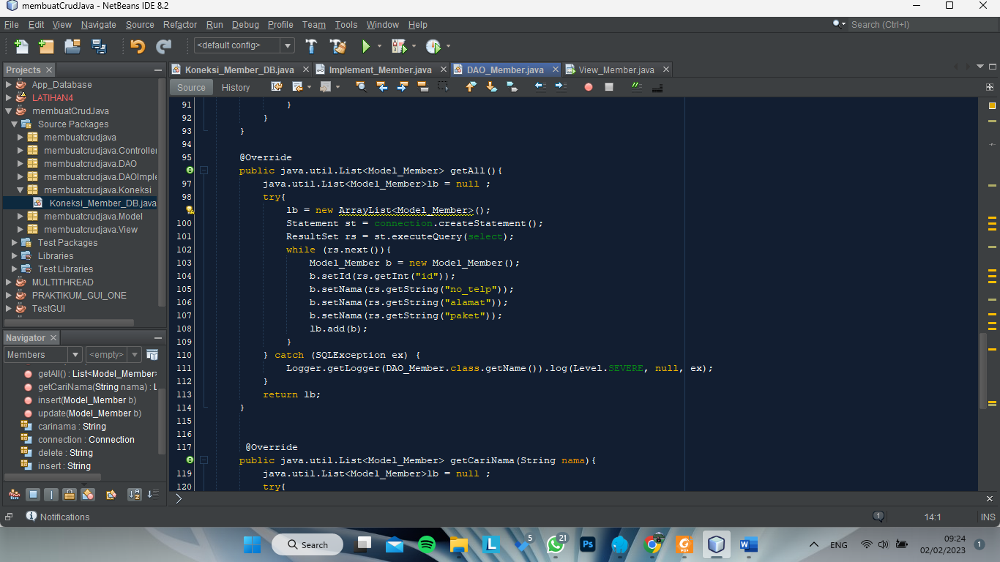 membuatCrudJava - NetBeans IDE 8.2
File Edit View Navigate Source Refactor Run Debug Profile Team Tools Window Help
Search (Ctrl+I)
<default config>
Projects
Koneksi_Member_DB.java Implement_Member.java DAO_Member.java View_Member.java
Source History
App_Database
LATIHAN4
membuatCrudJava
Source Packages
membuatcrudjava
membuatcrudjava.Controller
membuatcrudjava.DAO
membuatcrudjava.DAOImple
membuatcrudjava.Koneksi
Koneksi_Member_DB.java
membuatcrudjava.Model
membuatcrudjava.View
Test Packages
Libraries
Test Libraries
MULTITHREAD
PRAKTIKUM_GUI_ONE
TestGUI
Navigator
Members <empty>
getAll() : List<Model_Member>
getCariNama(String nama) : L
insert(Model_Member b)
update(Model_Member b)
carinama : String
connection : Connection
delete : String
insert : String
91 }
92 }
93 }
94
95 @Override
public java.util.List<Model_Member> getAll(){
97 java.util.List<Model_Member>lb = null ;
98 try{
lb = new ArrayList<Model_Member>();
100 Statement st = connection.createStatement();
101 ResultSet rs = st.executeQuery(select);
102 while (rs.next()){
103 Model_Member b = new Model_Member();
104 b.setId(rs.getInt("id"));
105 b.setNama(rs.getString("no_telp"));
106 b.setNama(rs.getString("alamat"));
107 b.setNama(rs.getString("paket"));
108 lb.add(b);
109 }
110 } catch (SQLException ex) {
111 Logger.getLogger(DAO_Member.class.getName()).log(Level.SEVERE, null, ex);
112 }
113 return lb;
114 }
115
116
117 @Override
public java.util.List<Model_Member> getCariNama(String nama){
119 java.util.List<Model_Member>lb = null ;
120 try{
Notifications
1
14:1 INS
Search
5
21
Ps
ENG
09:24
02/02/2023
1